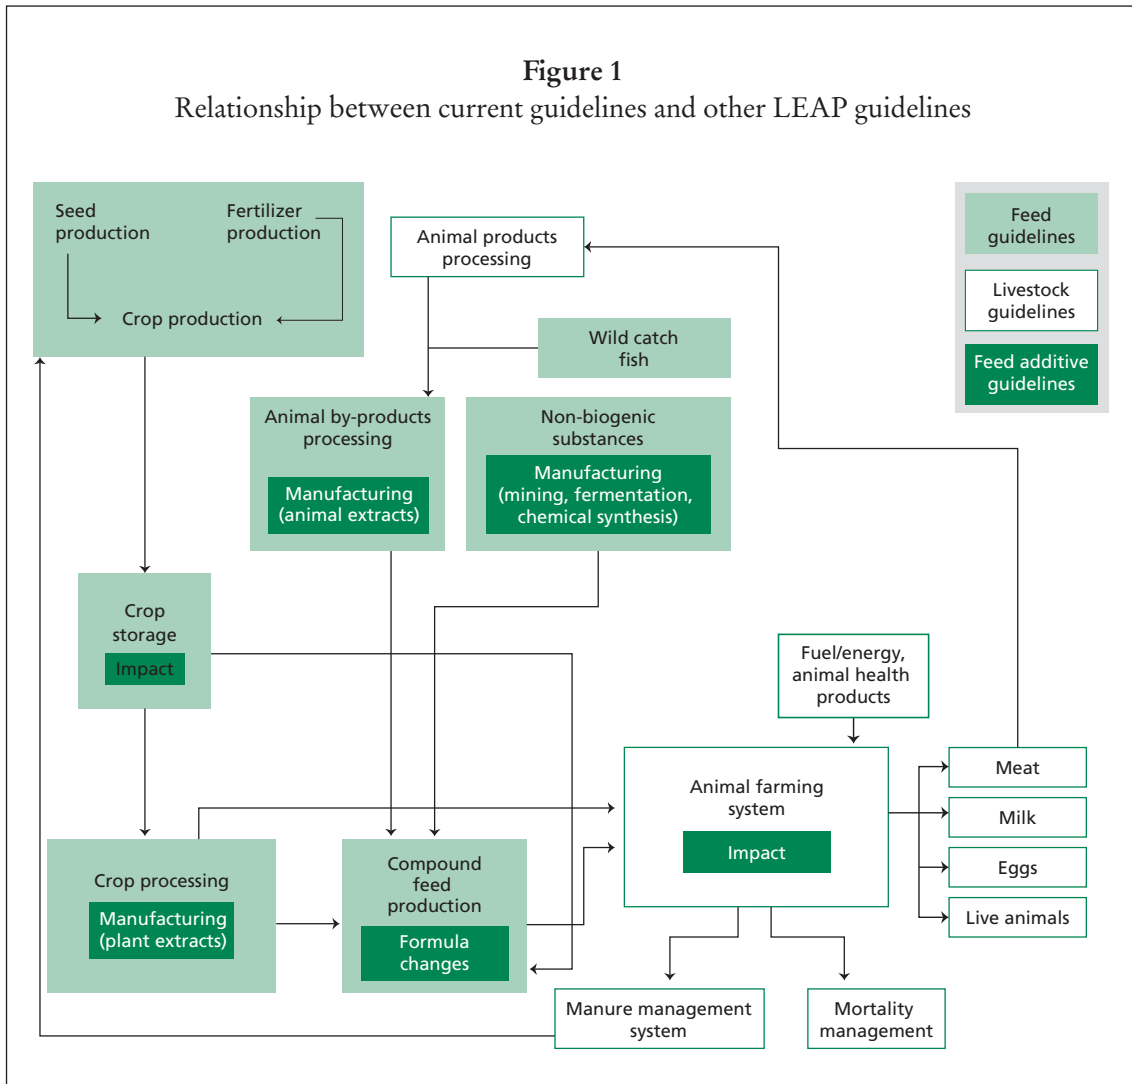 Figure 1
Relationship between current guidelines and other LEAP guidelines
Seed
production
Fertilizer
production
Crop production
Animal products
processing
Wild catch
fish
Feed
guidelines
Livestock
guidelines
Feed additive
guidelines
Animal by-products
processing
Manufacturing
(animal extracts)
Non-biogenic
substances
Manufacturing
(mining, fermentation,
chemical synthesis)
Crop
storage
Impact
Fuel/energy,
animal health
products
Animal farming
system
Impact
Meat
Milk
Eggs
Live animals
Crop processing
Manufacturing
(plant extracts)
Compound
feed
production
Formula
changes
Manure management
system
Mortality
management